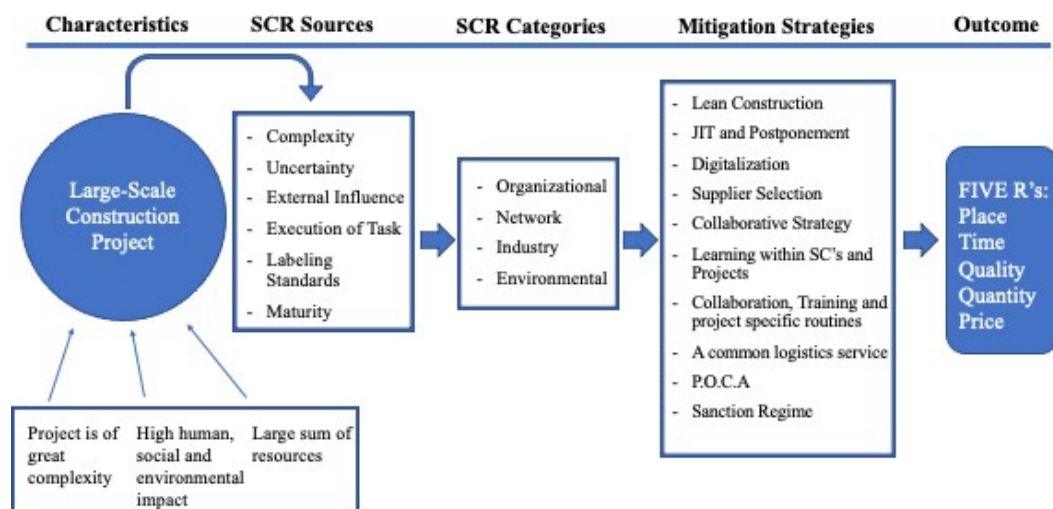 Characteristics
SCR Sources
SCR Categories
Mitigation Strategies
Outcome
Large-Scale
Construction
Project
- Complexity
- Uncertainty
- External Influence
- Execution of Task
- Labeling
Standards
- Maturity
- Organizational
- Network
- Industry
- Environmental
- Lean Construction
- JIT and Postponement
- Digitalization
- Supplier Selection
- Collaborative Strategy
- Learning within SC's and
Projects
- Collaboration, Training and
project specific routines
- A common logistics service
- P.O.C.A
- Sanction Regime
FIVE R's:
Place
Time
Quality
Quantity
Price
Project is of
great
complexity
High human,
social and
environmental
impact
Large sum of
resources